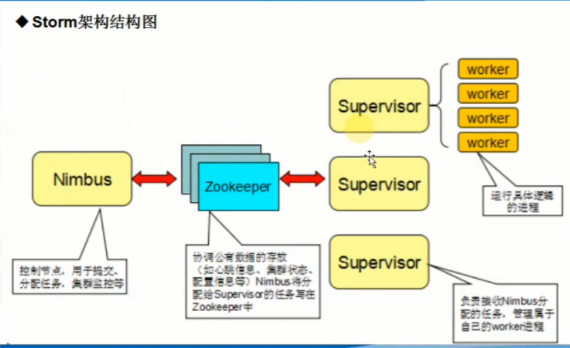 ◆ Storm架构结构图
Nimbus
Zookeeper
Supervisor
Supervisor
Supervisor
worker
worker
worker
worker
运行具体逻辑
的进程
控制节点，用于提交、
分配任务、集群监控等
协调公有数据的存放
（如心跳信息、集群状态、
配置信息等）Nimbus将分
配给Supervisor的任务写在
Zookeeper中
负责接收Nimbus分
配的任务，管理属于
自己的worker进程